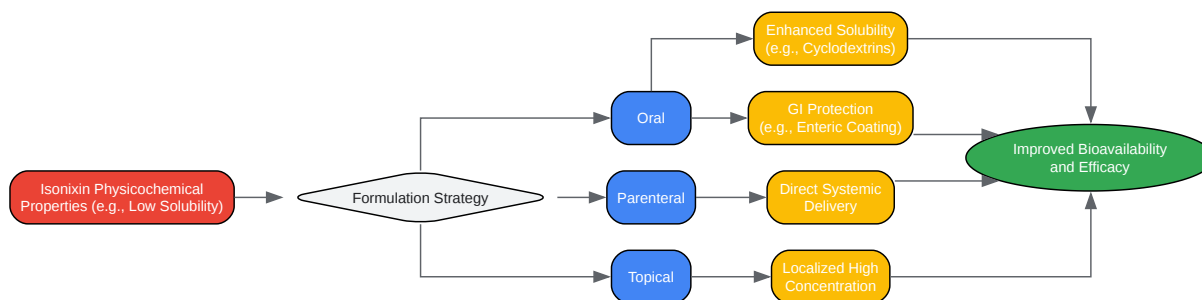 Isonixin Physicochemical
Properties (e.g., Low Solubility)
Formulation Strategy
Oral
Parenteral
Topical
Enhanced Solubility
(e.g., Cyclodextrins)
GI Protection
(e.g., Enteric Coating)
Direct Systemic
Delivery
Localized High
Concentration
Improved Bioavailability
and Efficacy